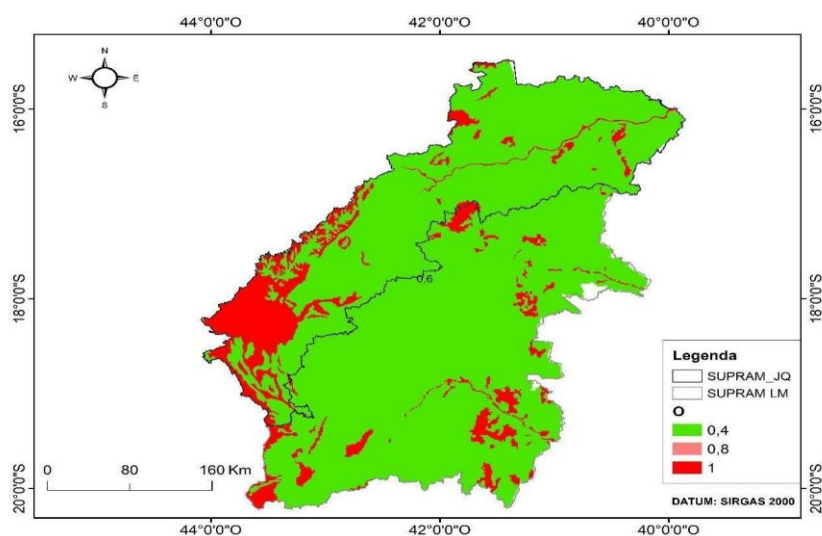 44°0'0"O 42°0'0"O 40°0'0"O
N
W E
S
16°0'0"S 16°0'0"S
0,6
18°0'0"S 18°0'0"S
Legenda
SUPRAM_JQ
SUPRAM LM
O
0,4
0,8
1
0 80 160 Km
DATUM: SIRGAS 2000
20°0'0"S 20°0'0"S
44°0'0"O 42°0'0"O 40°0'0"O